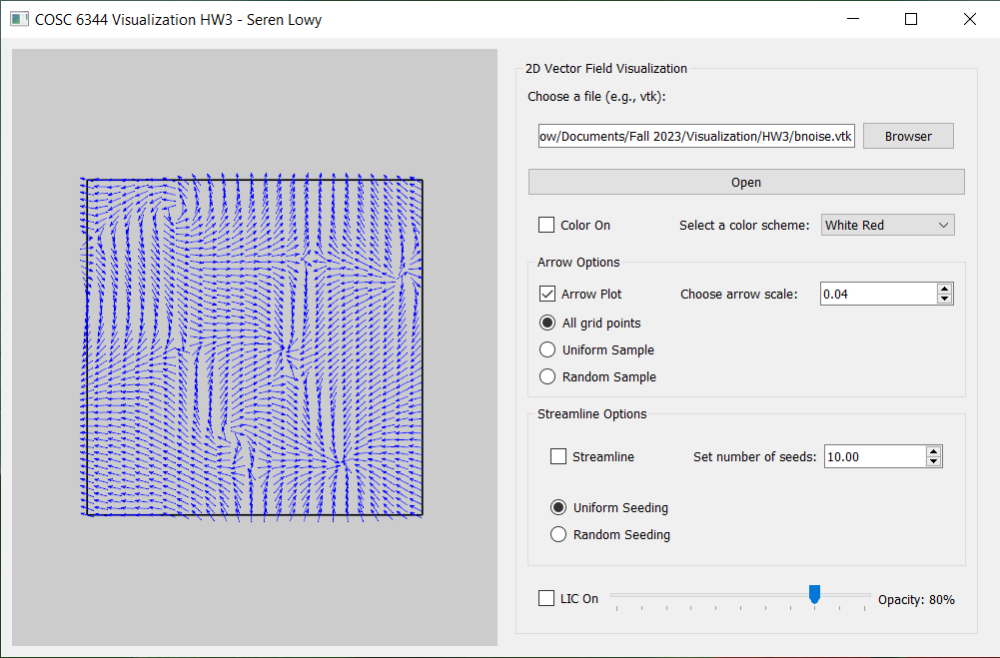 COSC 6344 Visualization HW3 - Seren Lowy
2D Vector Field Visualization
Choose a file (e.g., vtk):
ow/Documents/Fall 2023/Visualization/HW3/bnoise.vtk Browser
Open
Color On Select a color scheme: White Red
Arrow Options
Arrow Plot Choose arrow scale: 0.04
All grid points
Uniform Sample
Random Sample
Streamline Options
Streamline Set number of seeds: 10.00
Uniform Seeding
Random Seeding
LIC On Opacity: 80%